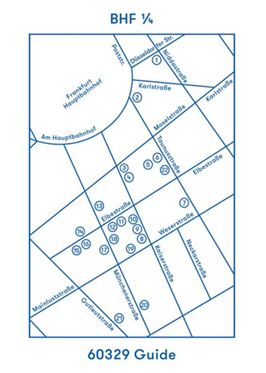 BHF ¼
Poststr.
Düsseldorfer Str.
1
Niddastraße
Frankfurt
Hauptbahnhof
Karlstraße
2
Karlstraße
Moselstraße
Am Hauptbahnhof
Taunusstraße
3
4
5
6
22
Elbestraße
7
13
Elbestraße
14
12
11
10
9
8
Weserstraße
15
16
17
18
19
Kaiserstraße
Neckarstraße
Münchenerstraße
Mainluststraße
Gutleutstraße
20
21
60329 Guide